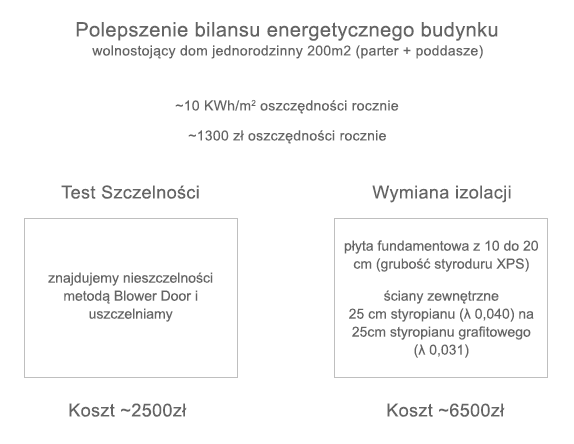 Polepszenie bilansu energetycznego budynku
wolnostojący dom jednorodzinny 200m2 (parter + poddasze)
~10 KWh/m² oszczędności rocznie
~1300 zł oszczędności rocznie
Test Szczelności
znajdujemy nieszczelności
metodą Blower Door i
uszczelniamy
Koszt ~2500zł
Wymiana izolacji
płyta fundamentowa z 10 do 20
cm (grubość styroduru XPS)
ściany zewnętrzne
25 cm styropianu (λ 0,040) na
25cm styropianu grafitowego
(λ 0,031)
Koszt ~6500zł